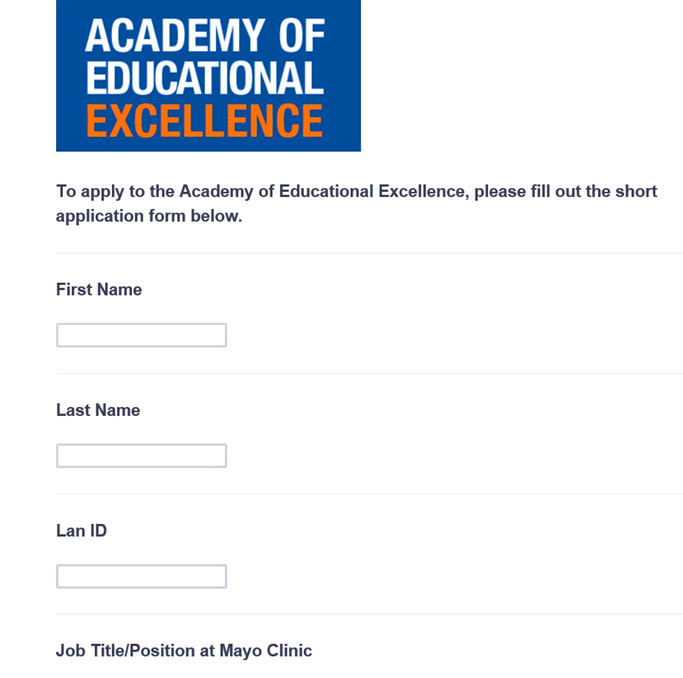 ACADEMY OF
EDUCATIONAL
EXCELLENCE
To apply to the Academy of Educational Excellence, please fill out the short
application form below.
First Name
Last Name
Lan ID
Job Title/Position at Mayo Clinic